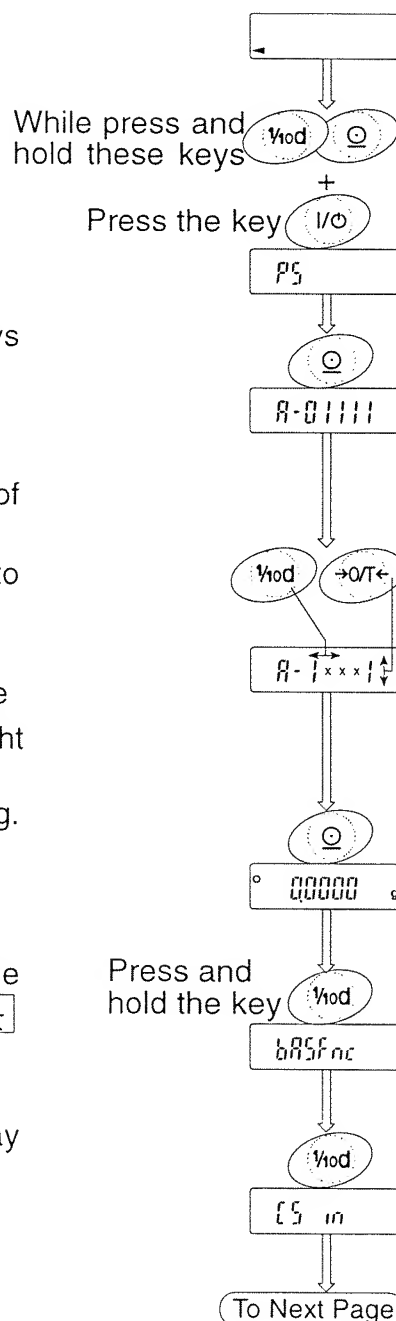 While press and
hold these keys
1/10d
+
Press the key
I/⏻
PS
ys
A-01111
of
to
1/10d →0/T←
e
A-1×××1
ht
g.
0.0000 g
e
Press and
hold the key
1/10d
bASFnc
ay
1/10d
CS in
To Next Page